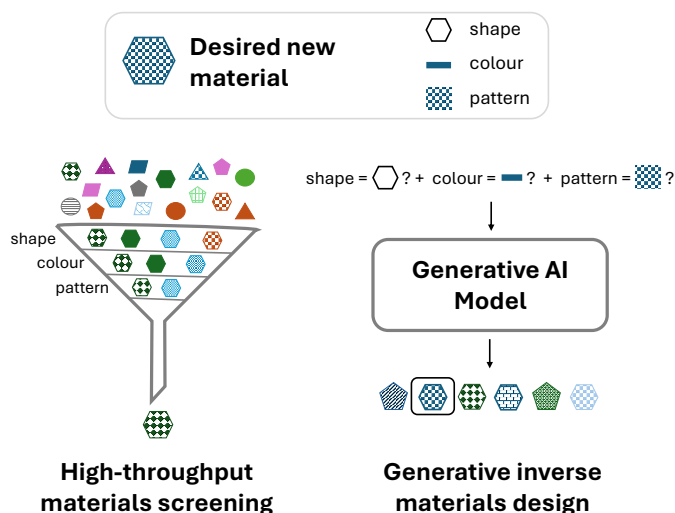 Desired new
material
shape
colour
pattern
shape = ? + colour = ? + pattern = ?
shape
colour
pattern
Generative AI
Model
High-throughput
materials screening
Generative inverse
materials design